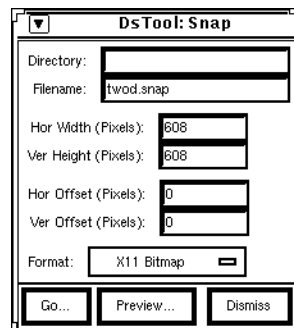 DsTool: Snap
Directory:
Filename: twod.snap
Hor Width (Pixels): 608
Ver Height (Pixels): 608
Hor Offset (Pixels): 0
Ver Offset (Pixels): 0
Format: X11 Bitmap
Go... Preview... Dismiss